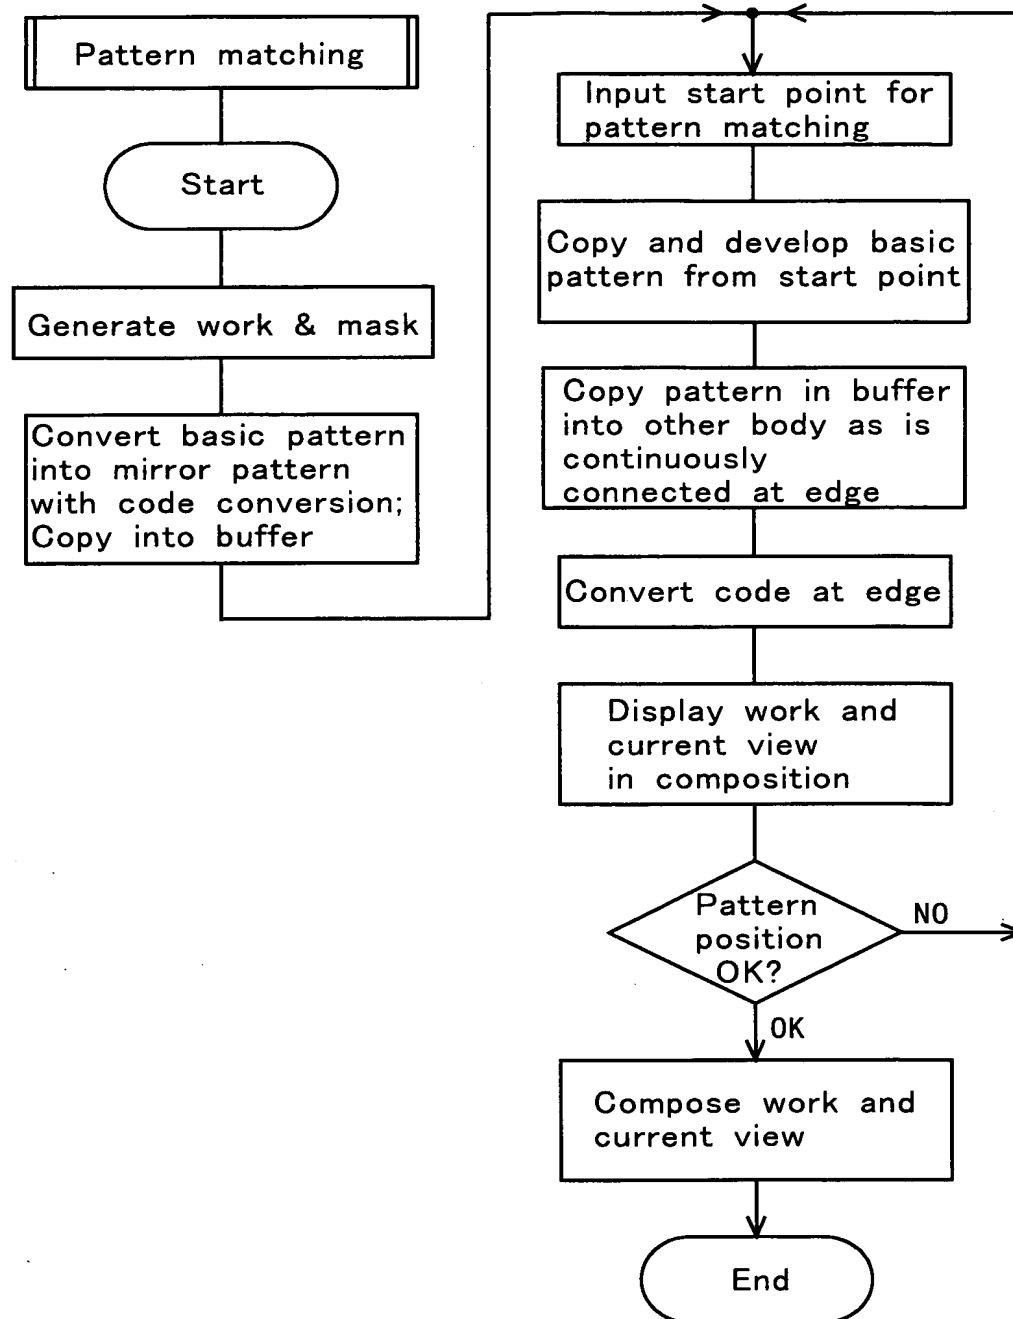 Pattern matching
Start
Generate work & mask
Convert basic pattern
into mirror pattern
with code conversion;
Copy into buffer
Input start point for
pattern matching
Copy and develop basic
pattern from start point
Copy pattern in buffer
into other body as is
continuously
connected at edge
Convert code at edge
Display work and
current view
in composition
Pattern
position
OK?
NO
OK
Compose work and
current view
End